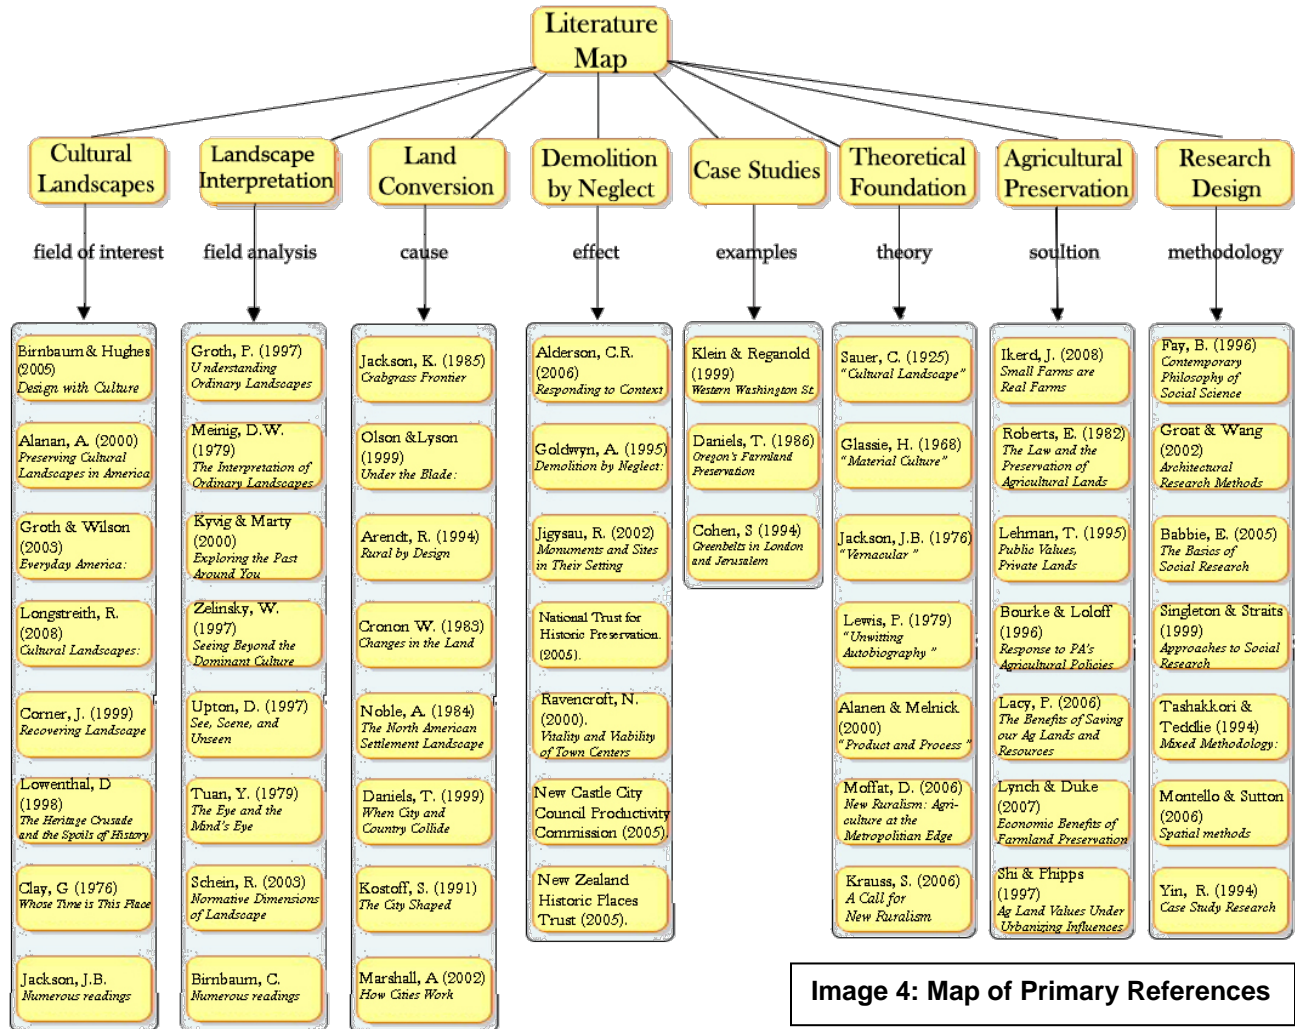 Literature
Map
Cultural
Landscapes
Landscape
Interpretation
Land
Conversion
Demolition
by Neglect
Case Studies
Theoretical
Foundation
Agricultural
Preservation
Research
Design
field of interest
field analysis
cause
effect
examples
theory
soultion
methodology
Birnbaum & Hughes
(2005)
Design with Culture
Alanan, A. (2000)
Preserving Cultural
Landscapes in America
Groth & Wilson
(2003)
Everyday America:
Longstreith, R.
(2008)
Cultural Landscapes:
Corner, J. (1999)
Recovering Landscape
Lowenthal, D
(1998)
The Heritage Crusade
and the Spoils of History
Clay, G (1976)
Whose Time is This Place
Jackson, J.B.
Numerous readings
Groth, P. (1997)
Understanding
Ordinary Landscapes
Meinig, D.W.
(1979)
The Interpretation of
Ordinary Landscapes
Kyvig & Marty
(2000)
Exploring the Past
Around You
Zelinsky, W.
(1997)
Seeing Beyond the
Dominant Culture
Upton, D. (1997)
See, Scene, and
Unseen
Tuan, Y. (1979)
The Eye and the
Mind's Eye
Schein, R. (2003)
Normative Dimensions
of Landscape
Birnbaum, C.
Numerous readings
Jackson, K. (1985)
Crabgrass Frontier
Olson &Lyson
(1999)
Under the Blade:
Arendt, R. (1994)
Rural by Design
Cronon W. (1983)
Changes in the Land
Noble, A. (1984)
The North American
Settlement Landscape
Daniels, T. (1999)
When City and
Country Collide
Kostoff, S. (1991)
The City Shaped
Marshall, A (2002)
How Cities Work
Alderson, C.R.
(2006)
Responding to Context
Goldwyn, A. (1995)
Demolition by Neglect:
Jigysau, R. (2002)
Monuments and Sites
in Their Setting
National Trust for
Historic Preservation.
(2005).
Ravencroft, N.
(2000).
Vitality and Viability
of Town Centers
New Castle City
Council Productivity
Commission (2005).
New Zealand
Historic Places
Trust (2005).
Klein & Reganold
(1999)
Western Washington St.
Daniels, T. (1986)
Oregon's Farmland
Preservation
Cohen, S (1994)
Greenbelts in London
and Jerusalem
Sauer, C. (1925)
"Cultural Landscape"
Glassie, H. (1968)
"Material Culture"
Jackson, J.B. (1976)
"Vernacular "
Lewis, P. (1979)
"Unwitting
Autobiography "
Alanen & Melnick
(2000)
"Product and Process "
Moffat, D. (2006)
New Ruralism: Agri-
culture at the
Metropolitian Edge
Krauss, S. (2006)
A Call for
New Ruralism
Ikerd, J. (2008)
Small Farms are
Real Farms
Roberts, E. (1982)
The Law and the
Preservation of
Agricultural Lands
Lehman, T. (1995)
Public Values,
Private Lands
Bourke & Loloff
(1996)
Response to PA's
Agricultural Policies
Lacy, P. (2006)
The Benefits of Saving
our Ag Lands and
Resources
Lynch & Duke
(2007)
Economic Benefits of
Farmland Preservation
Shi & Phipps
(1997)
Ag Land Values Under
Urbanizing Influences
Fay, B. (1996)
Contemporary
Philosophy of
Social Science
Groat & Wang
(2002)
Architectural
Research Methods
Babbie, E. (2005)
The Basics of
Social Research
Singleton & Straits
(1999)
Approaches to Social
Research
Tashakkori &
Teddlie (1994)
Mixed Methodology:
Montello & Sutton
(2006)
Spatial methods
Yin, R. (1994)
Case Study Research
Image 4: Map of Primary References